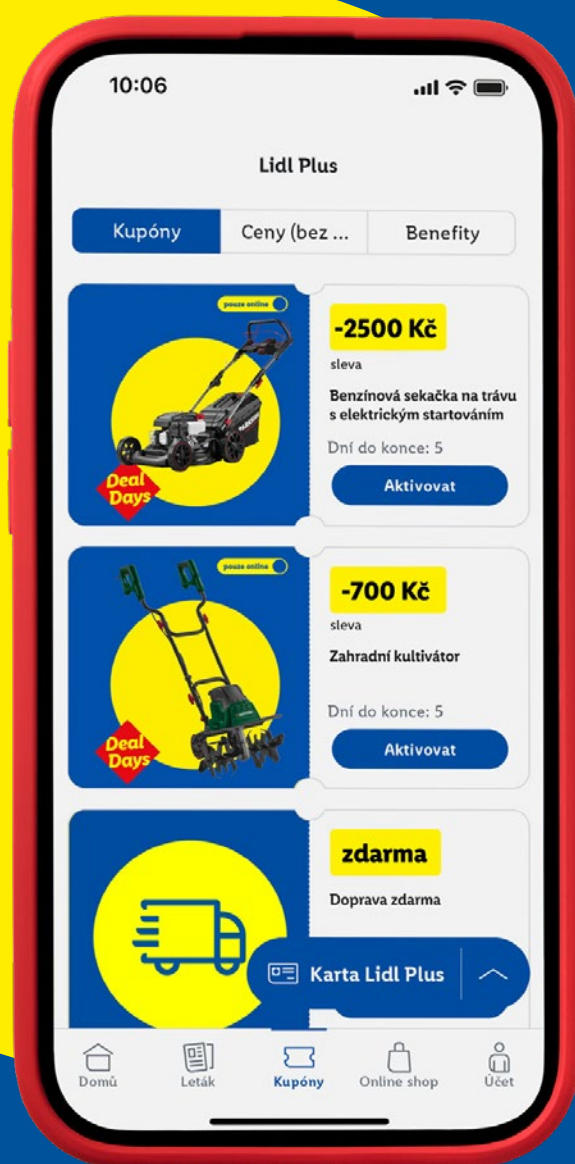 10:06
Lidl Plus
Kupóny
Ceny (bez ...
Benefity
pouze online
-2500 Kč
sleva
Benzínová sekačka na trávu
s elektrickým startováním
Dní do konce: 5
Aktivovat
Deal
Days
pouze online
-700 Kč
sleva
Zahradní kultivátor
Dní do konce: 5
Aktivovat
Deal
Days
zdarma
Doprava zdarma
Karta Lidl Plus
Domů
Leták
Kupóny
Online shop
Účet